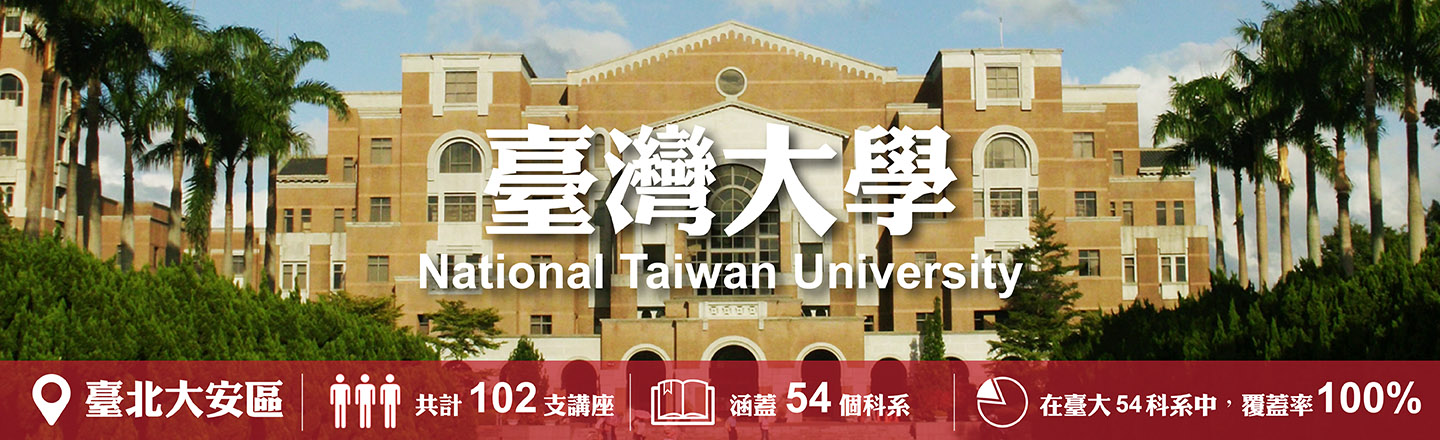 臺灣大學
National Taiwan University
臺北大安區
共計 102 支講座
涵蓋 54 個科系
在臺大 54 科系中，覆蓋率 100%